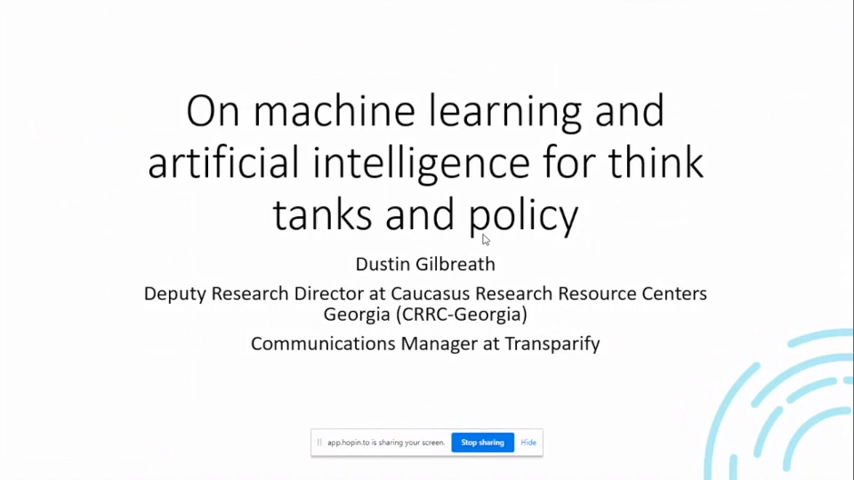 On machine learning and
artificial intelligence for think
tanks and policy
Dustin Gilbreath
Deputy Research Director at Caucasus Research Resource Centers
Georgia (CRRC-Georgia)
Communications Manager at Transparify
app.hopin.to is sharing your screen. Stop sharing Hide